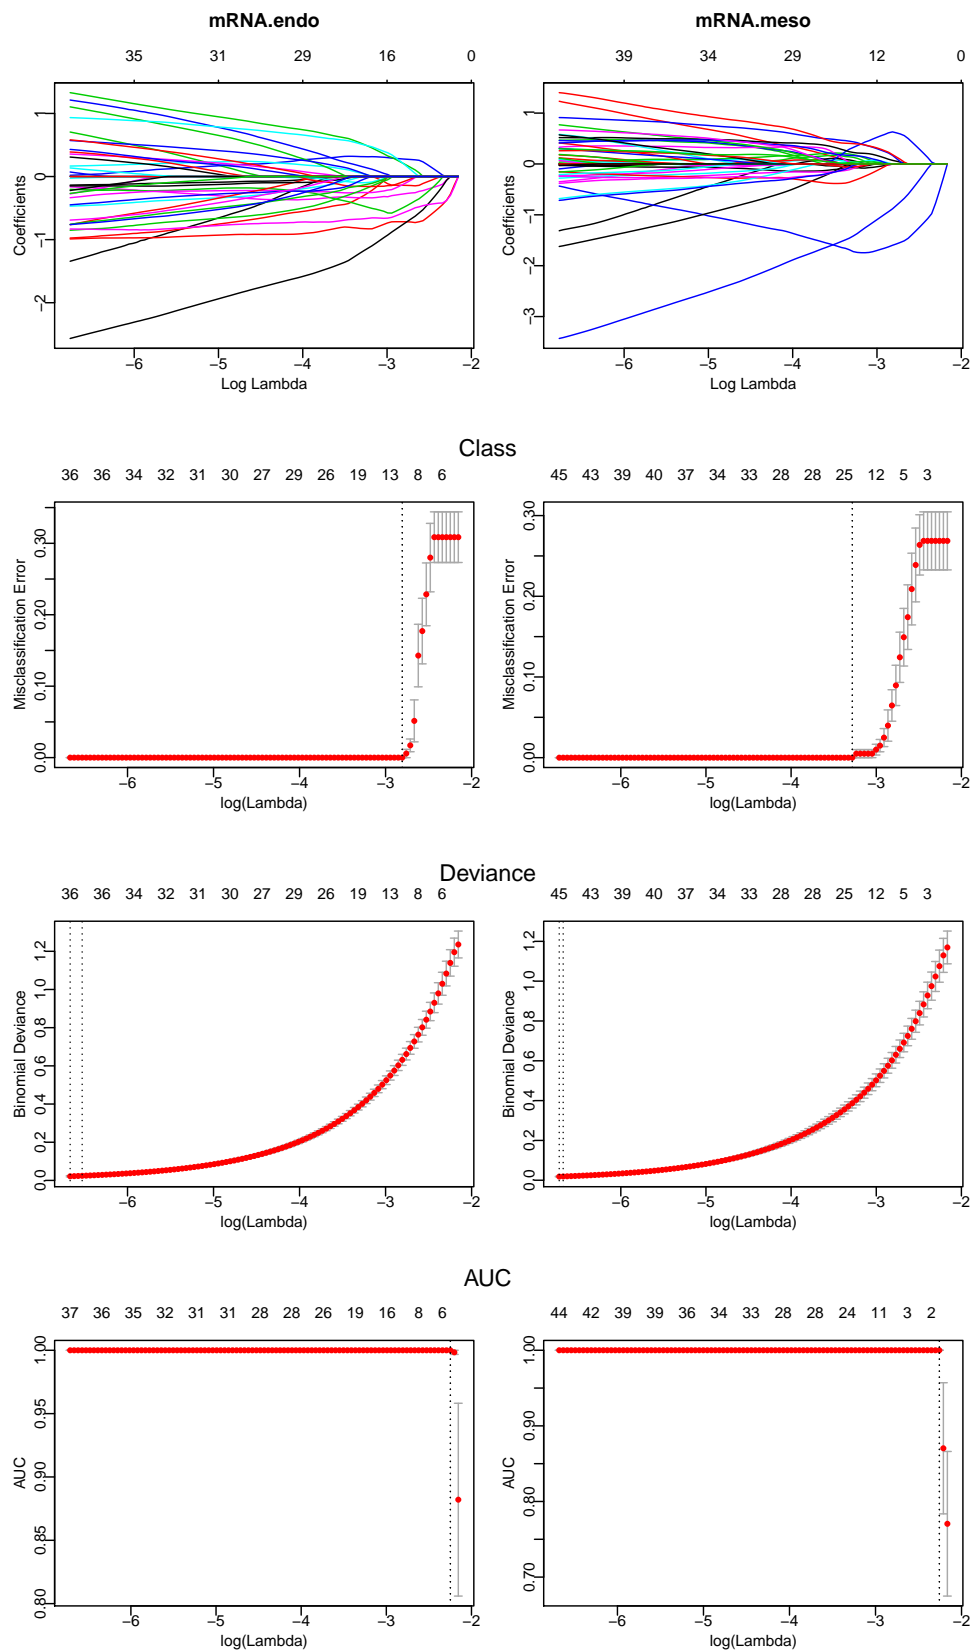 mRNA.endo
mRNA.meso
35 31 29 16 0
39 34 29 12 0
Coefficients
1
0
−1
−2
−6 −5 −4 −3 −2
Log Lambda
Coefficients
1
0
−1
−2
−3
−6 −5 −4 −3 −2
Log Lambda
Class
36 36 34 32 31 30 27 29 26 19 13 8 6
45 43 39 40 37 34 33 28 28 25 12 5 3
Misclassification Error
0.30
0.20
0.10
0.00
−6 −5 −4 −3 −2
log(Lambda)
Misclassification Error
0.30
0.20
0.10
0.00
−6 −5 −4 −3 −2
log(Lambda)
Deviance
36 36 34 32 31 30 27 29 26 19 13 8 6
45 43 39 40 37 34 33 28 28 25 12 5 3
Binomial Deviance
1.2
1.0
0.8
0.6
0.4
0.2
0.0
−6 −5 −4 −3 −2
log(Lambda)
Binomial Deviance
1.2
1.0
0.8
0.6
0.4
0.2
0.0
−6 −5 −4 −3 −2
log(Lambda)
AUC
37 36 35 32 31 31 28 28 26 19 16 8 6
44 42 39 39 36 34 33 28 28 24 11 3 2
AUC
1.00
0.95
0.90
0.85
0.80
−6 −5 −4 −3 −2
log(Lambda)
AUC
1.00
0.90
0.80
0.70
−6 −5 −4 −3 −2
log(Lambda)